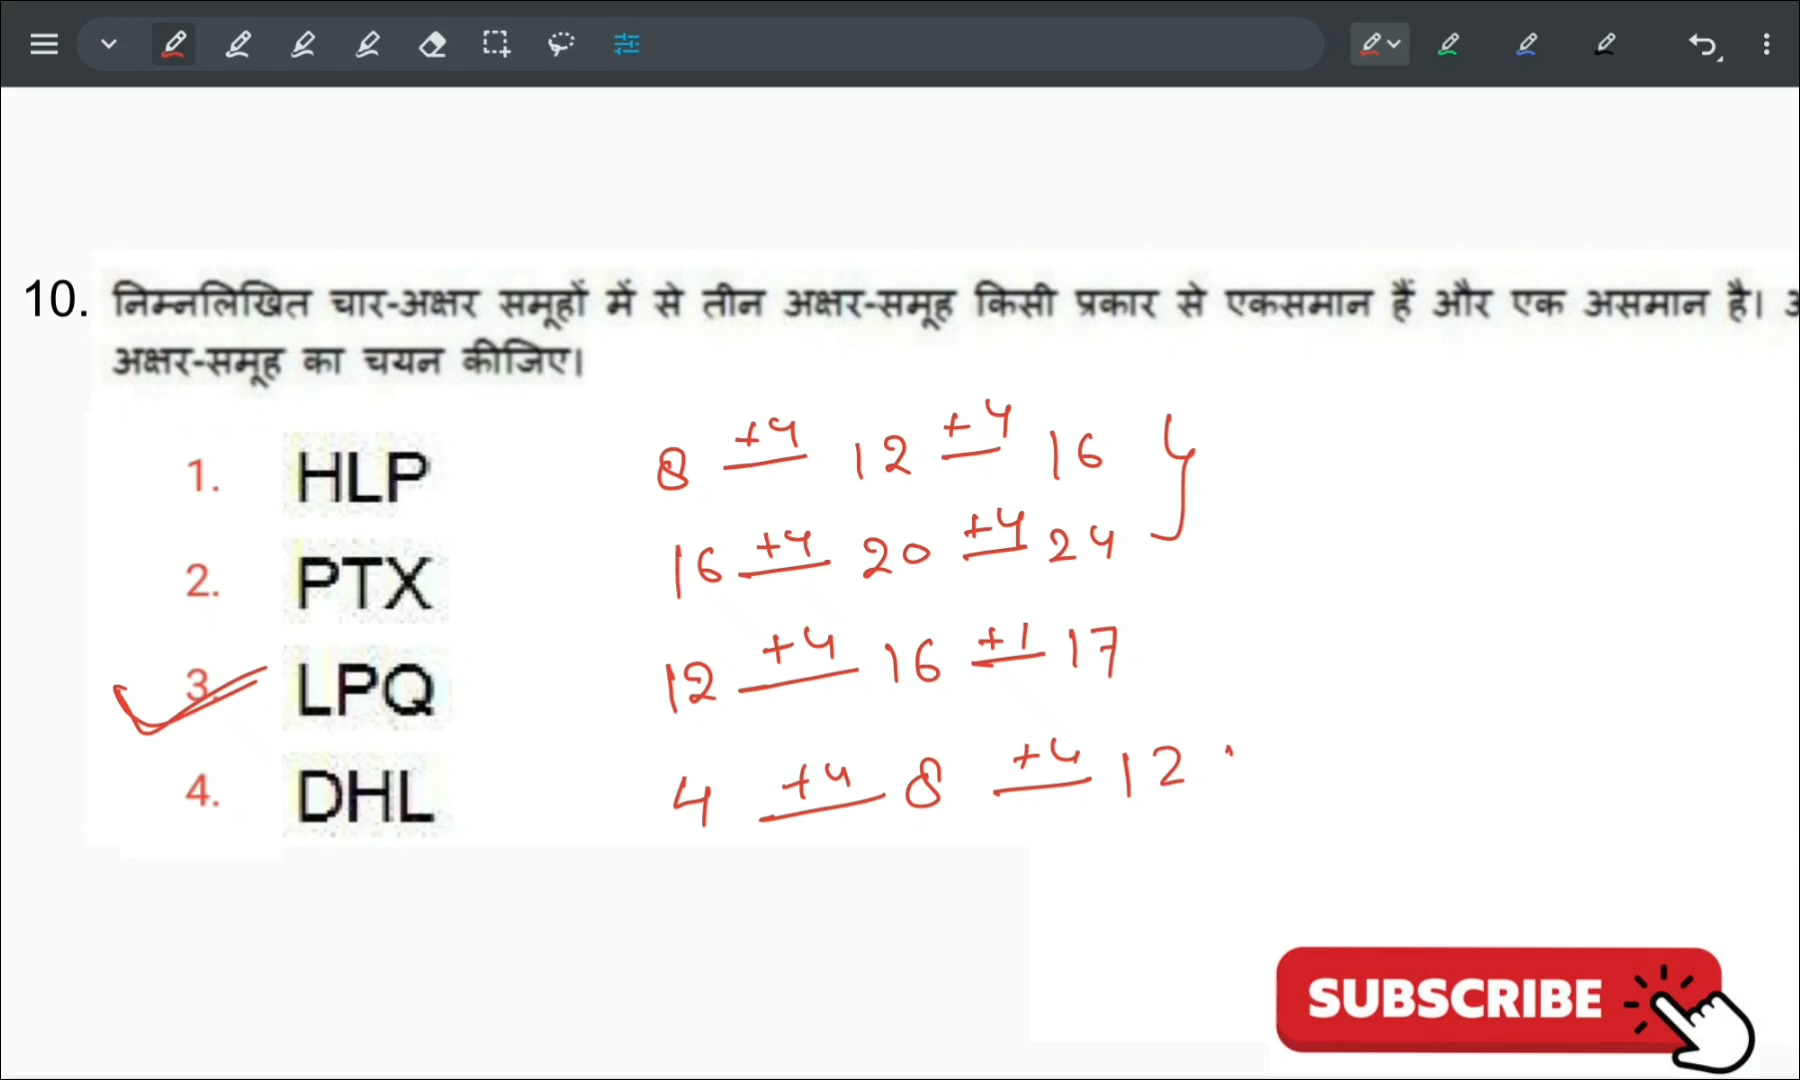 10. निम्नलिखित चार-अक्षर समूहों में से तीन अक्षर-समूह किसी प्रकार से एकसमान हैं और एक असमान है।
अक्षर-समूह का चयन कीजिए।
1. HLP 8 +4 12 +4 16
2. PTX 16 +4 20 +4 24
3. LPQ 12 +4 16 +1 17
4. DHL 4 +4 8 +4 12
SUBSCRIBE